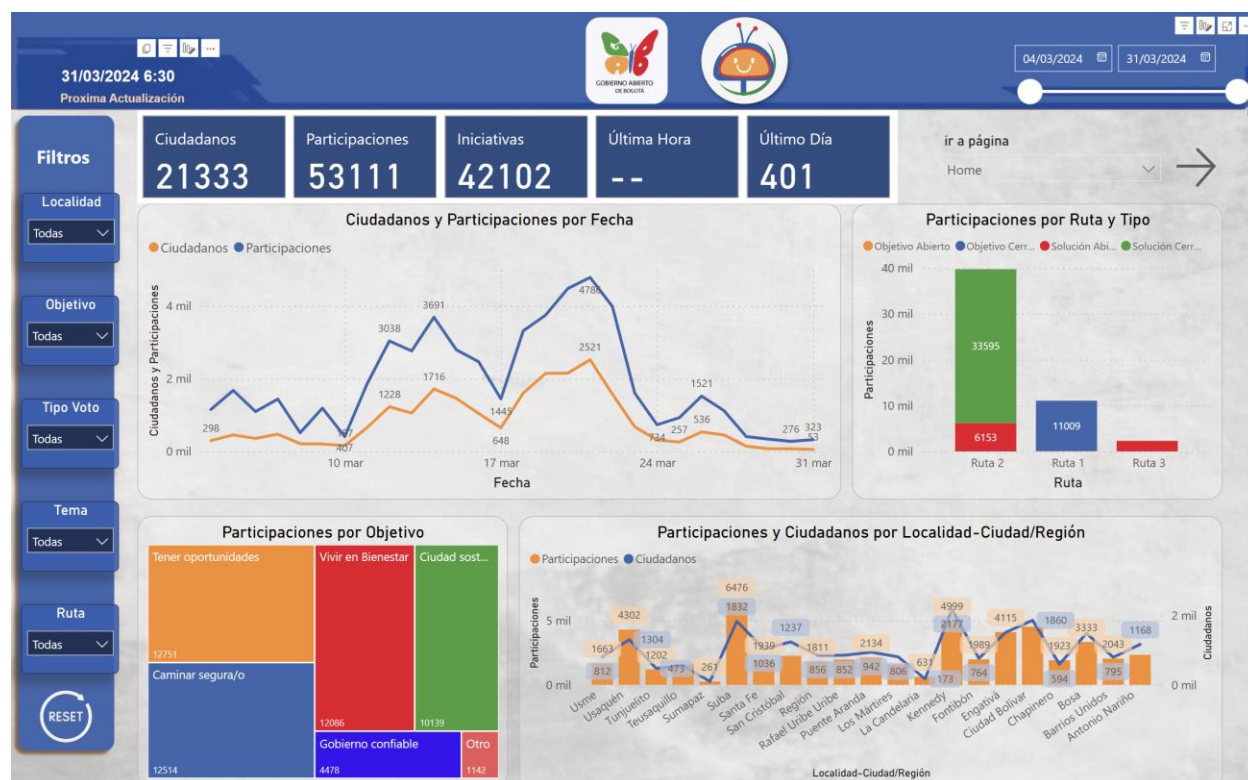 31/03/2024 6:30
Proxima Actualización
GOBIERNO ABIERTO
DE BOGOTÁ
04/03/2024
31/03/2024
Filtros
Localidad
Todas
Objetivo
Todas
Tipo Voto
Todas
Tema
Todas
Ruta
Todas
RESET
Ciudadanos
21333
Participaciones
53111
Iniciativas
42102
Última Hora
--
Último Día
401
ir a página
Home
Ciudadanos y Participaciones por Fecha
Ciudadanos Participaciones
Ciudadanos y Participaciones
4 mil
2 mil
0 mil
298
407
3038
1228
3691
1716
1445
648
4786
2521
734
257
1521
536
276
323
53
10 mar
17 mar
24 mar
31 mar
Fecha
Participaciones por Ruta y Tipo
Objetivo Abierto Objetivo Cerr... Solución Abi... Solución Cerr...
Participaciones
40 mil
30 mil
20 mil
10 mil
0 mil
33595
6153
11009
Ruta 2
Ruta 1
Ruta 3
Ruta
Participaciones por Objetivo
Tener oportunidades
12751
Caminar segura/o
12514
Vivir en Bienestar
12086
Ciudad sost...
10139
Gobierno confiable
4478
Otro
1142
Participaciones y Ciudadanos por Localidad-Ciudad/Región
Participaciones Ciudadanos
Participaciones
5 mil
0 mil
Ciudadanos
2 mil
0 mil
1663
812
4302
1304
1202
473
261
6476
1832
1939
1036
1237
1811
856
852
2134
942
806
631
173
4999
2177
1989
764
4115
1860
1923
594
3333
2043
795
1168
Usme
Usaquén
Tunjuelito
Teusaquillo
Sumapaz
Suba
Santa Fe
San Cristóbal
Región
Rafael Uribe Uribe
Puente Aranda
Los Mártires
La Candelaria
Kennedy
Fontibón
Engativá
Ciudad Bolívar
Chapinero
Bosa
Barrios Unidos
Antonio Nariño
Localidad-Ciudad/Región